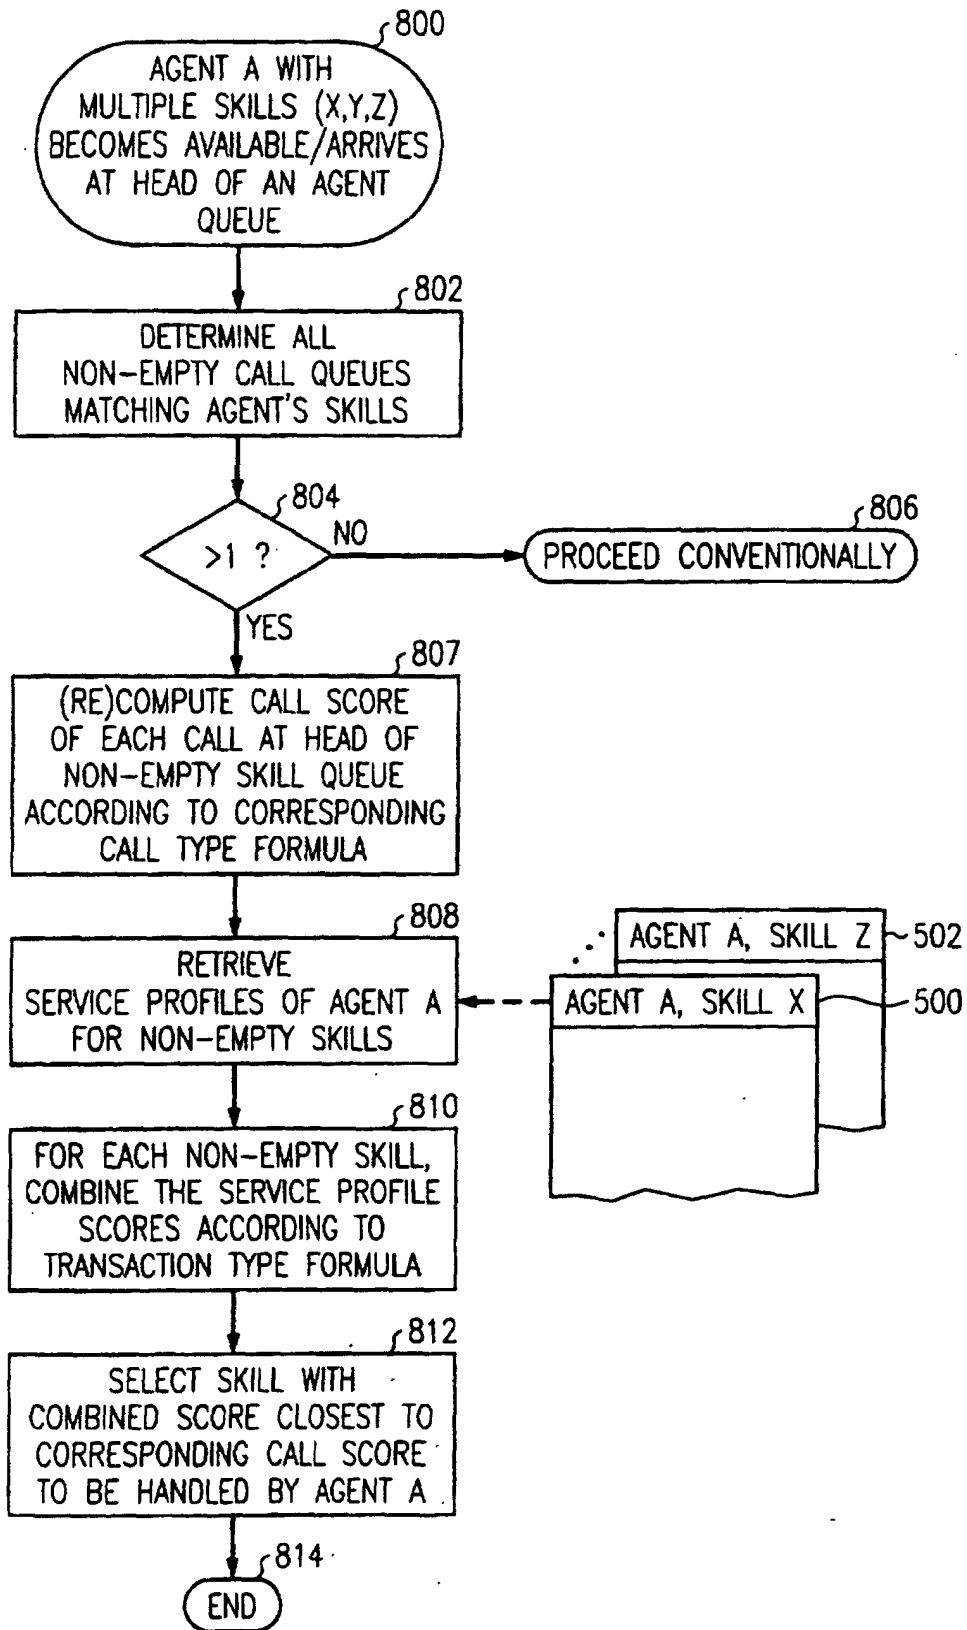 800
AGENT A WITH
MULTIPLE SKILLS (X,Y,Z)
BECOMES AVAILABLE/ARRIVES
AT HEAD OF AN AGENT
QUEUE
802
DETERMINE ALL
NON-EMPTY CALL QUEUES
MATCHING AGENT'S SKILLS
804
>1 ?
NO
806
PROCEED CONVENTIONALLY
YES
807
(RE)COMPUTE CALL SCORE
OF EACH CALL AT HEAD OF
NON-EMPTY SKILL QUEUE
ACCORDING TO CORRESPONDING
CALL TYPE FORMULA
808
RETRIEVE
SERVICE PROFILES OF AGENT A
FOR NON-EMPTY SKILLS
AGENT A, SKILL Z
502
AGENT A, SKILL X
500
810
FOR EACH NON-EMPTY SKILL,
COMBINE THE SERVICE PROFILE
SCORES ACCORDING TO
TRANSACTION TYPE FORMULA
812
SELECT SKILL WITH
COMBINED SCORE CLOSEST TO
CORRESPONDING CALL SCORE
TO BE HANDLED BY AGENT A
814
END